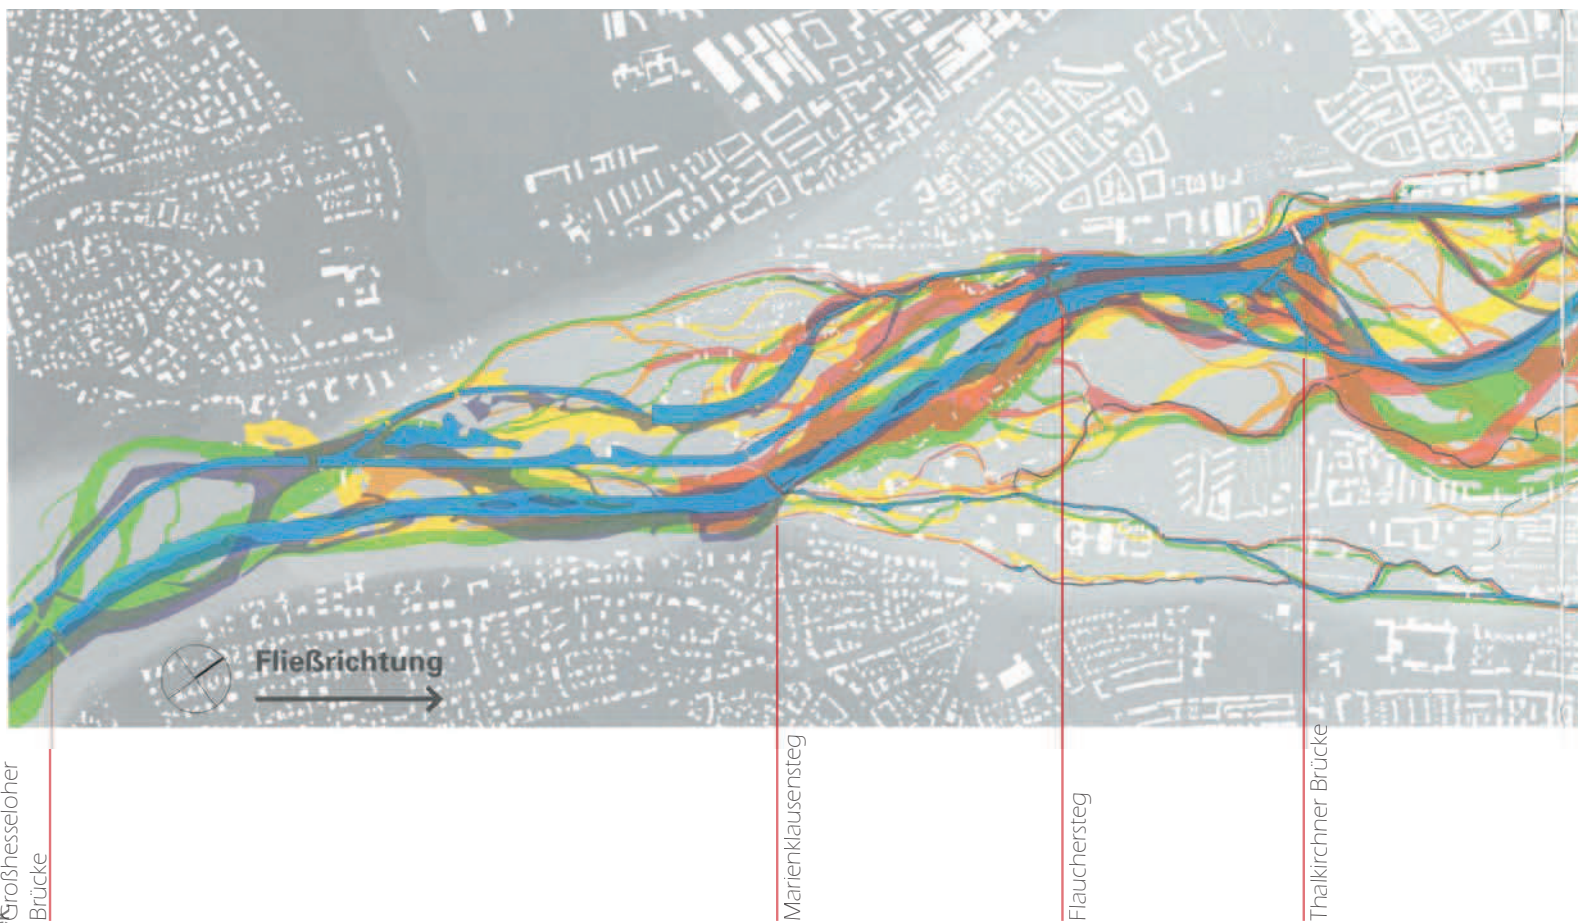 Fließrichtung
Großhesseloher
Brücke
Marienklausensteg
Flauchersteg
Thalkirchner Brücke